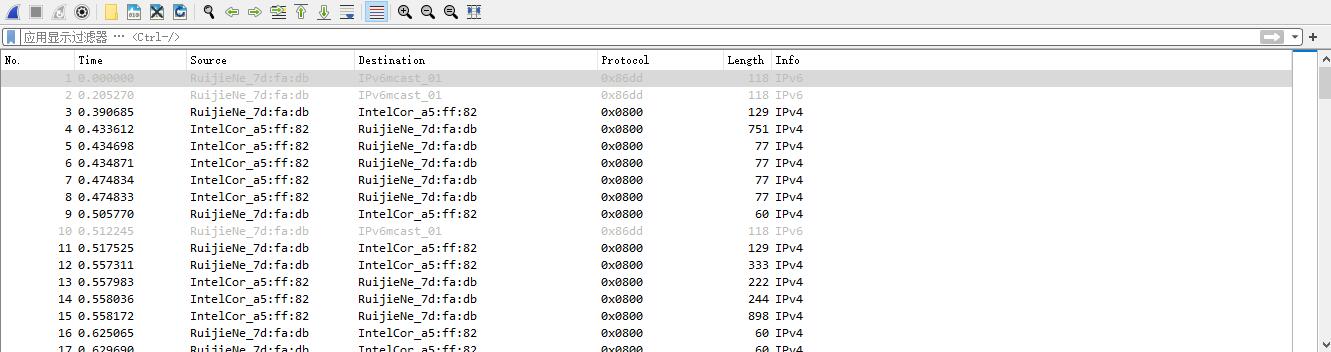 应用显示过滤器 … <Ctrl-/>
No. Time Source Destination Protocol Length Info
1 0.000000 RuijieNe_7d:fa:db IPv6mcast_01 0x86dd 118 IPv6
2 0.205270 RuijieNe_7d:fa:db IPv6mcast_01 0x86dd 118 IPv6
3 0.390685 RuijieNe_7d:fa:db IntelCor_a5:ff:82 0x0800 129 IPv4
4 0.433612 IntelCor_a5:ff:82 RuijieNe_7d:fa:db 0x0800 751 IPv4
5 0.434698 IntelCor_a5:ff:82 RuijieNe_7d:fa:db 0x0800 77 IPv4
6 0.434871 IntelCor_a5:ff:82 RuijieNe_7d:fa:db 0x0800 77 IPv4
7 0.474834 IntelCor_a5:ff:82 RuijieNe_7d:fa:db 0x0800 77 IPv4
8 0.474833 IntelCor_a5:ff:82 RuijieNe_7d:fa:db 0x0800 77 IPv4
9 0.505770 RuijieNe_7d:fa:db IntelCor_a5:ff:82 0x0800 60 IPv4
10 0.512245 RuijieNe_7d:fa:db IPv6mcast_01 0x86dd 118 IPv6
11 0.517525 RuijieNe_7d:fa:db IntelCor_a5:ff:82 0x0800 129 IPv4
12 0.557311 RuijieNe_7d:fa:db IntelCor_a5:ff:82 0x0800 333 IPv4
13 0.557983 IntelCor_a5:ff:82 RuijieNe_7d:fa:db 0x0800 222 IPv4
14 0.558036 IntelCor_a5:ff:82 RuijieNe_7d:fa:db 0x0800 244 IPv4
15 0.558172 IntelCor_a5:ff:82 RuijieNe_7d:fa:db 0x0800 898 IPv4
16 0.625065 RuijieNe_7d:fa:db IntelCor_a5:ff:82 0x0800 60 IPv4
17 0.629690 RuijieNe_7d:fa:db IntelCor_a5:ff:82 0x0800 60 IPv4